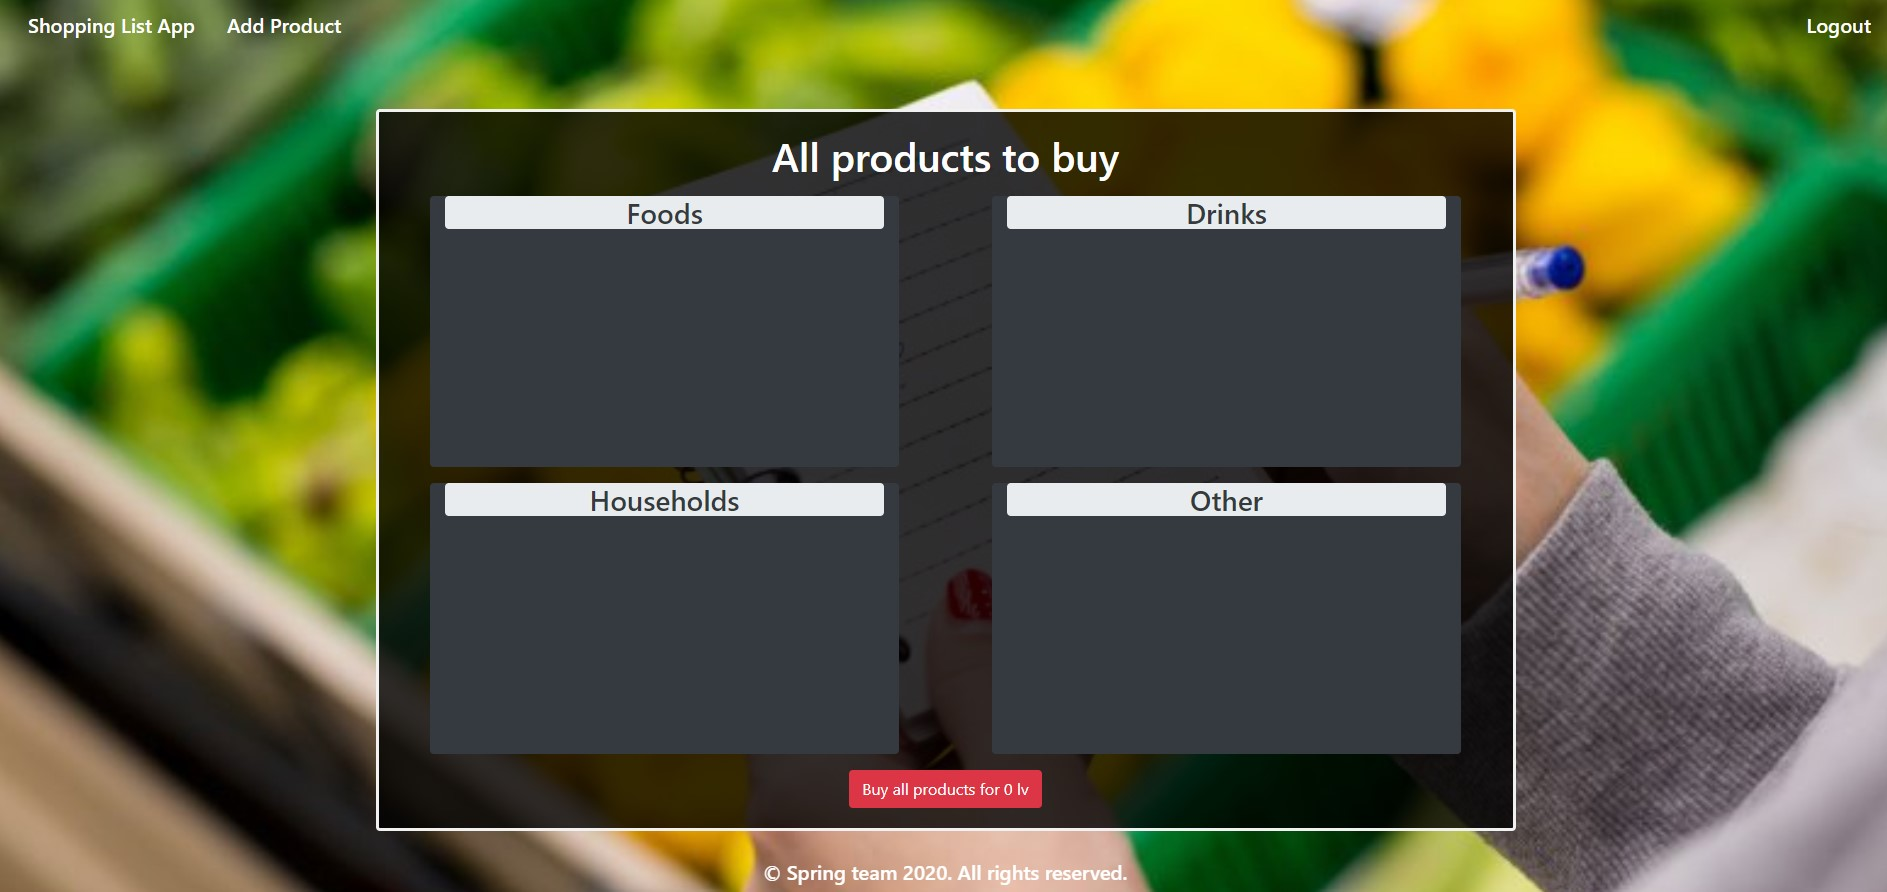 Shopping List App Add Product Logout
All products to buy
Foods Drinks
Households Other
Buy all products for 0 lv
© Spring team 2020. All rights reserved.